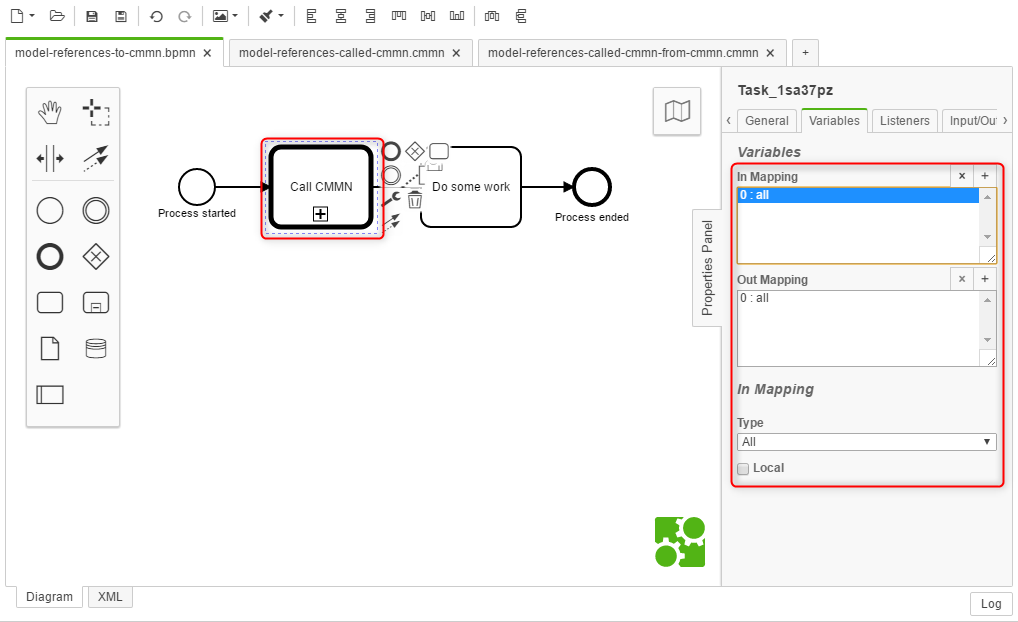 model-references-to-cmmn.bpmn ×
model-references-called-cmmn.cmmn ×
model-references-called-cmmn-from-cmmn.cmmn ×
+
Process started
Call CMMN
Do some work
Process ended
Properties Panel
Task_1sa37pz
General
Variables
Listeners
Input/Ou
Variables
In Mapping × +
0 : all
Out Mapping × +
0 : all
In Mapping
Type
All
Local
Diagram
XML
Log